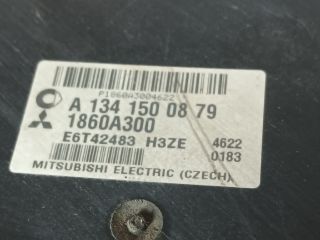 P1860A3004622
A 134 150 08 79
1860A300
E6T42483 H3ZE 4622
0183
MITSUBISHI ELECTRIC (CZECH)